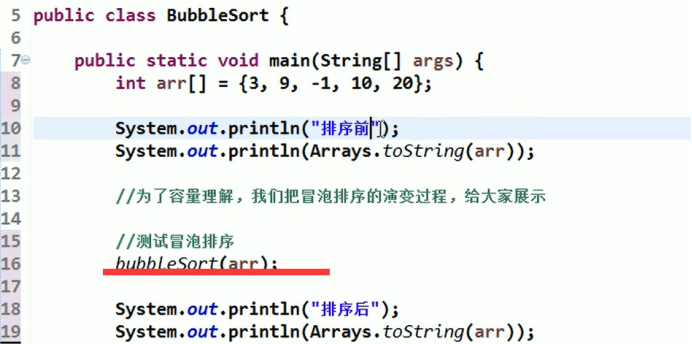 5 public class BubbleSort {
6
7 public static void main(String[] args) {
8 int arr[] = {3, 9, -1, 10, 20};
9
10 System.out.println("排序前");
11 System.out.println(Arrays.toString(arr));
12
13 //为了容量理解，我们把冒泡排序的演变过程，给大家展示
14
15 //测试冒泡排序
16 bubbleSort(arr);
17
18 System.out.println("排序后");
19 System.out.println(Arrays.toString(arr));